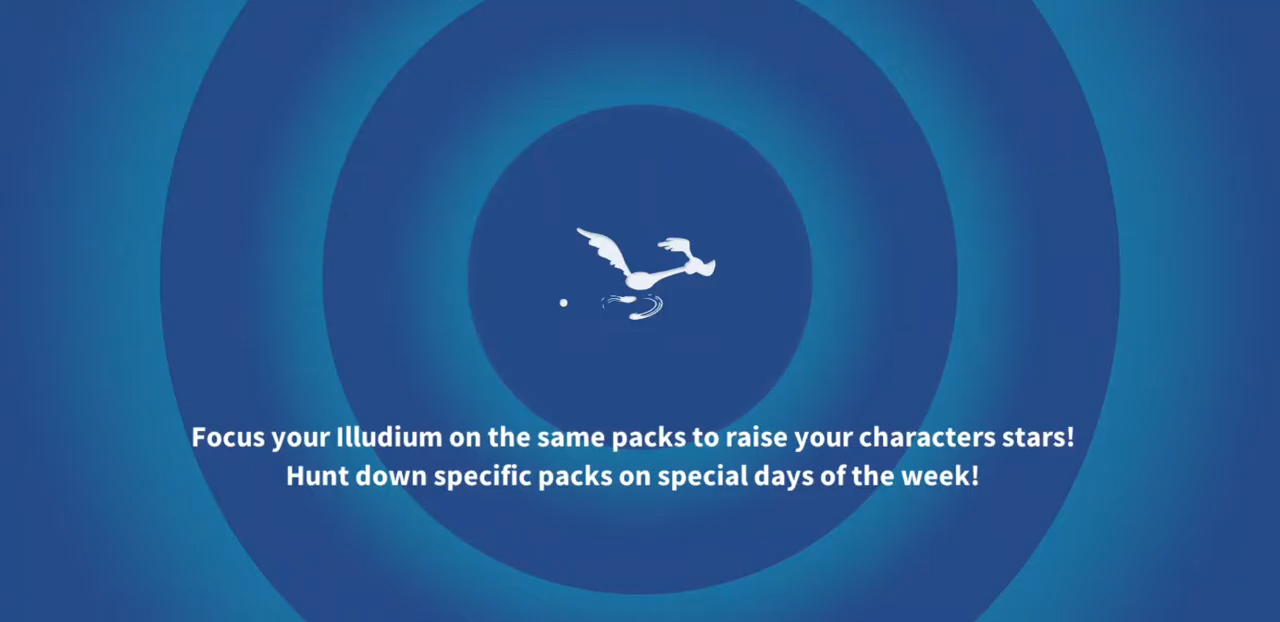 Focus your Illudium on the same packs to raise your characters stars!
Hunt down specific packs on special days of the week!